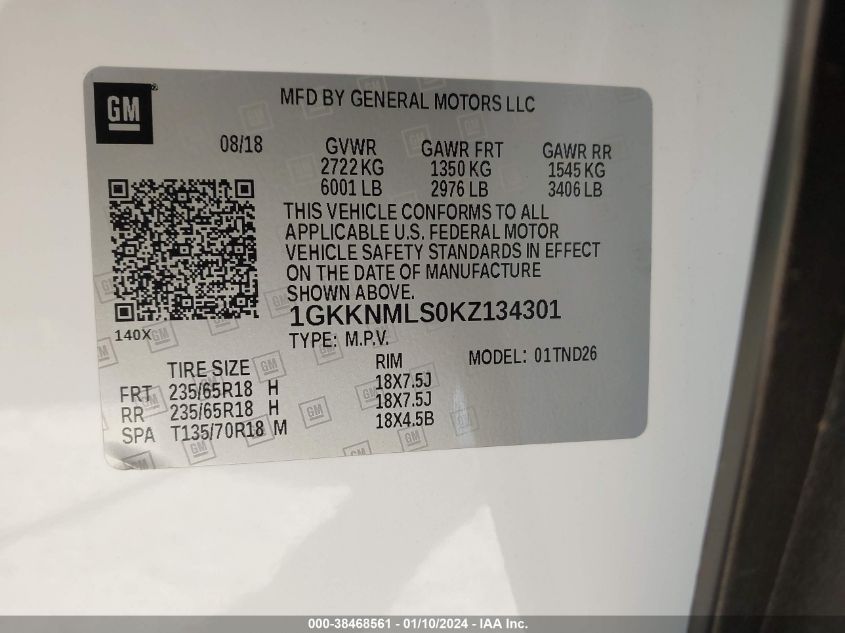 GM
MFD BY GENERAL MOTORS LLC
08/18 GVWR GAWR FRT GAWR RR
2722 KG 1350 KG 1545 KG
6001 LB 2976 LB 3406 LB
THIS VEHICLE CONFORMS TO ALL
APPLICABLE U.S. FEDERAL MOTOR
VEHICLE SAFETY STANDARDS IN EFFECT
ON THE DATE OF MANUFACTURE
SHOWN ABOVE.
1GKKNMLS0KZ134301
140X
TYPE: M.P.V. MODEL: 01TND26
TIRE SIZE RIM
FRT 235/65R18 H 18X7.5J
RR 235/65R18 H 18X7.5J
SPA T135/70R18 M 18X4.5B
000-38468561 - 01/10/2024 - IAA Inc.